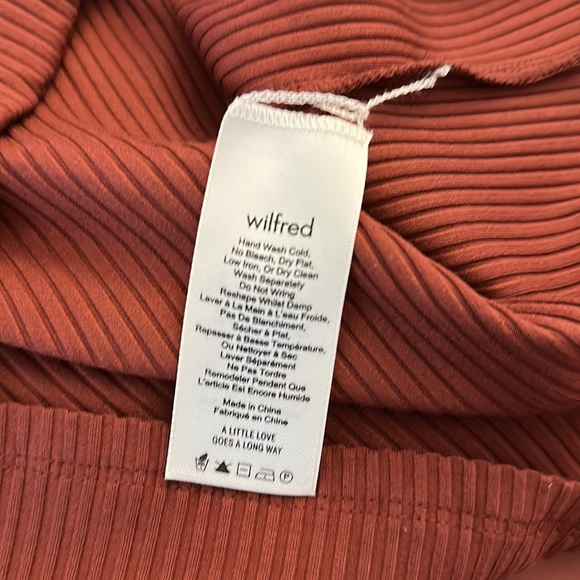 wilfred
Hand Wash Cold,
No Bleach, Dry Flat,
Low Iron, Or Dry Clean
Wash Separately
Do Not Wring
Reshape Whilst Damp
Laver À La Main À L'eau Froide,
Pas De Blanchiment,
Sécher À Plat,
Repasser À Basse Température,
Ou Nettoyer À Sec
Laver Séparément
Ne Pas Tordre
Remodeler Pendant Que
L'article Est Encore Humide
Made in China
Fabriqué en Chine
A LITTLE LOVE
GOES A LONG WAY
P